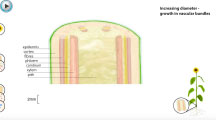 Increasing diameter -
growth in vascular bundles
epidermis
cortex
fibres
phloem
cambium
xylem
pith